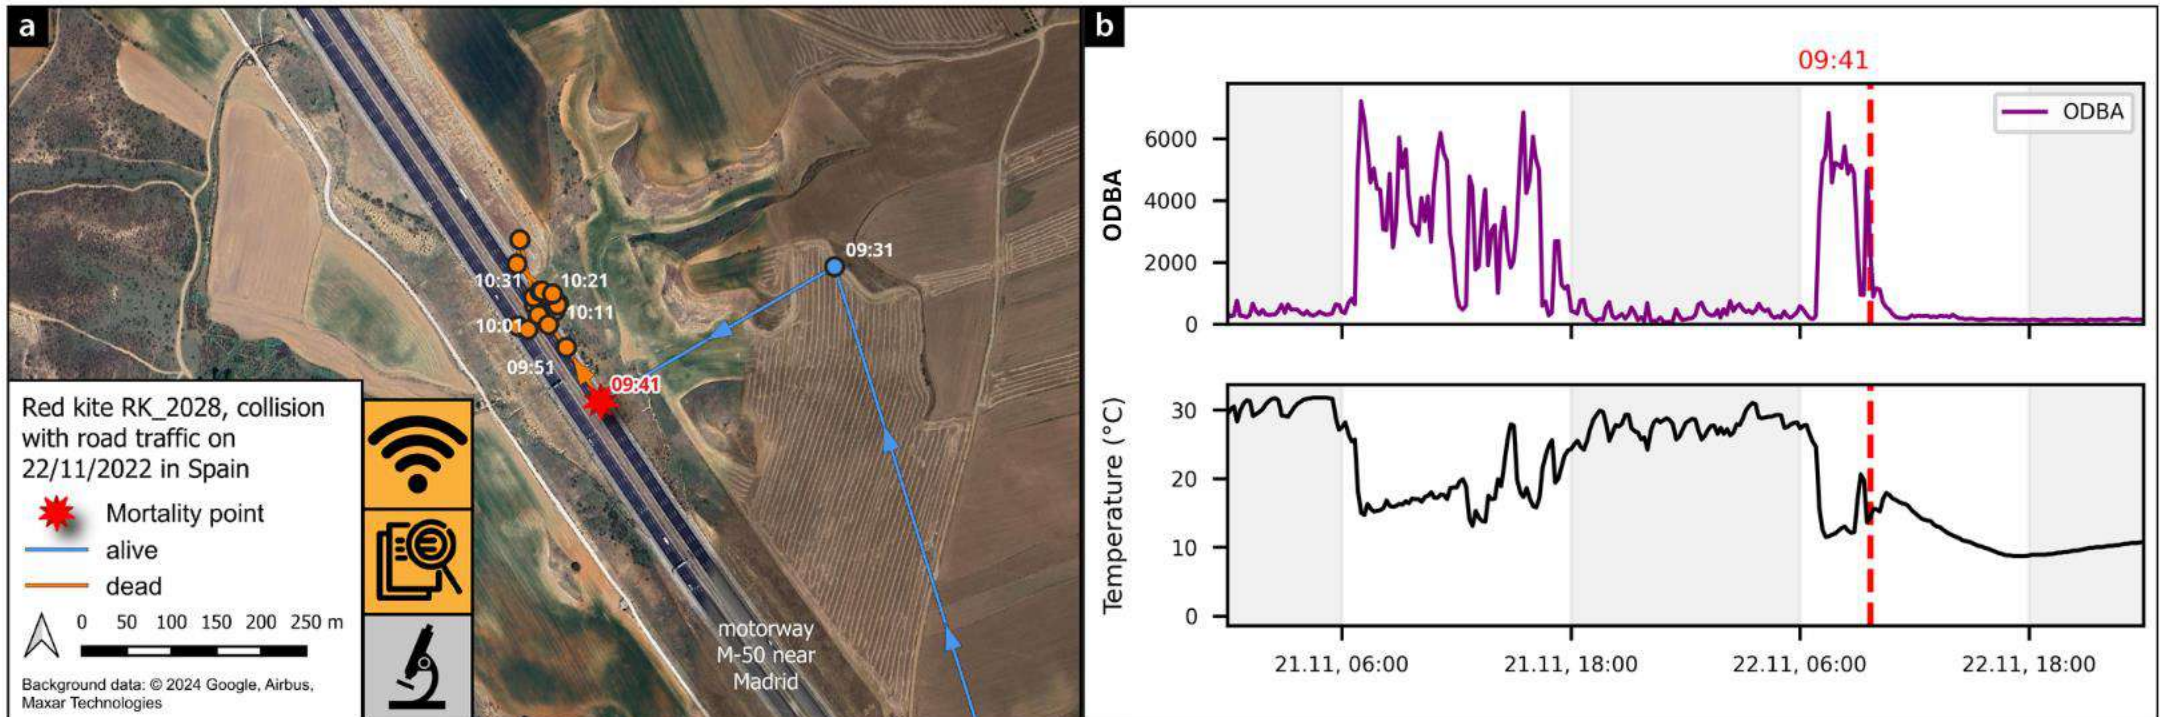 a
09:31
10:31
10:21
10:11
10:01
09:51
09:41
Red kite RK_2028, collision
with road traffic on
22/11/2022 in Spain
Mortality point
alive
dead
0 50 100 150 200 250 m
Background data: © 2024 Google, Airbus,
Maxar Technologies
motorway
M-50 near
Madrid
b
09:41
ODBA
ODBA
6000
4000
2000
0
Temperature (°C)
30
20
10
0
21.11, 06:00 21.11, 18:00 22.11, 06:00 22.11, 18:00